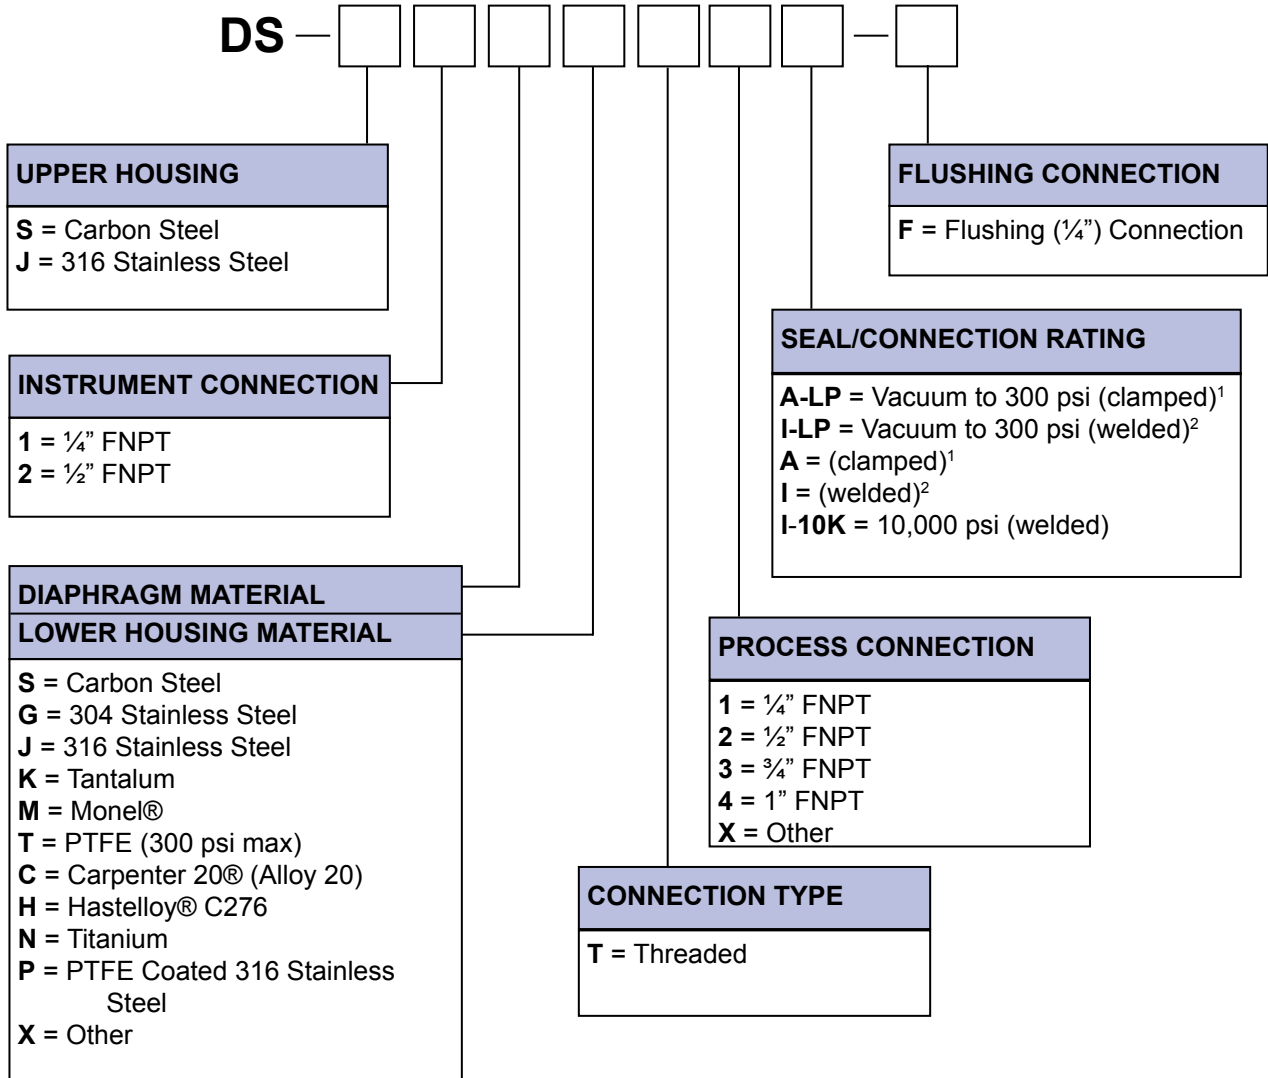 DS
UPPER HOUSING
S = Carbon Steel
J = 316 Stainless Steel
FLUSHING CONNECTION
F = Flushing (¼”) Connection
INSTRUMENT CONNECTION
1 = ¼” FNPT
2 = ½” FNPT
SEAL/CONNECTION RATING
A-LP = Vacuum to 300 psi (clamped)¹
I-LP = Vacuum to 300 psi (welded)²
A = (clamped)¹
I = (welded)²
I-10K = 10,000 psi (welded)
DIAPHRAGM MATERIAL
LOWER HOUSING MATERIAL
S = Carbon Steel
G = 304 Stainless Steel
J = 316 Stainless Steel
K = Tantalum
M = Monel®
T = PTFE (300 psi max)
C = Carpenter 20® (Alloy 20)
H = Hastelloy® C276
N = Titanium
P = PTFE Coated 316 Stainless
Steel
X = Other
PROCESS CONNECTION
1 = ¼” FNPT
2 = ½” FNPT
3 = ¾” FNPT
4 = 1” FNPT
X = Other
CONNECTION TYPE
T = Threaded